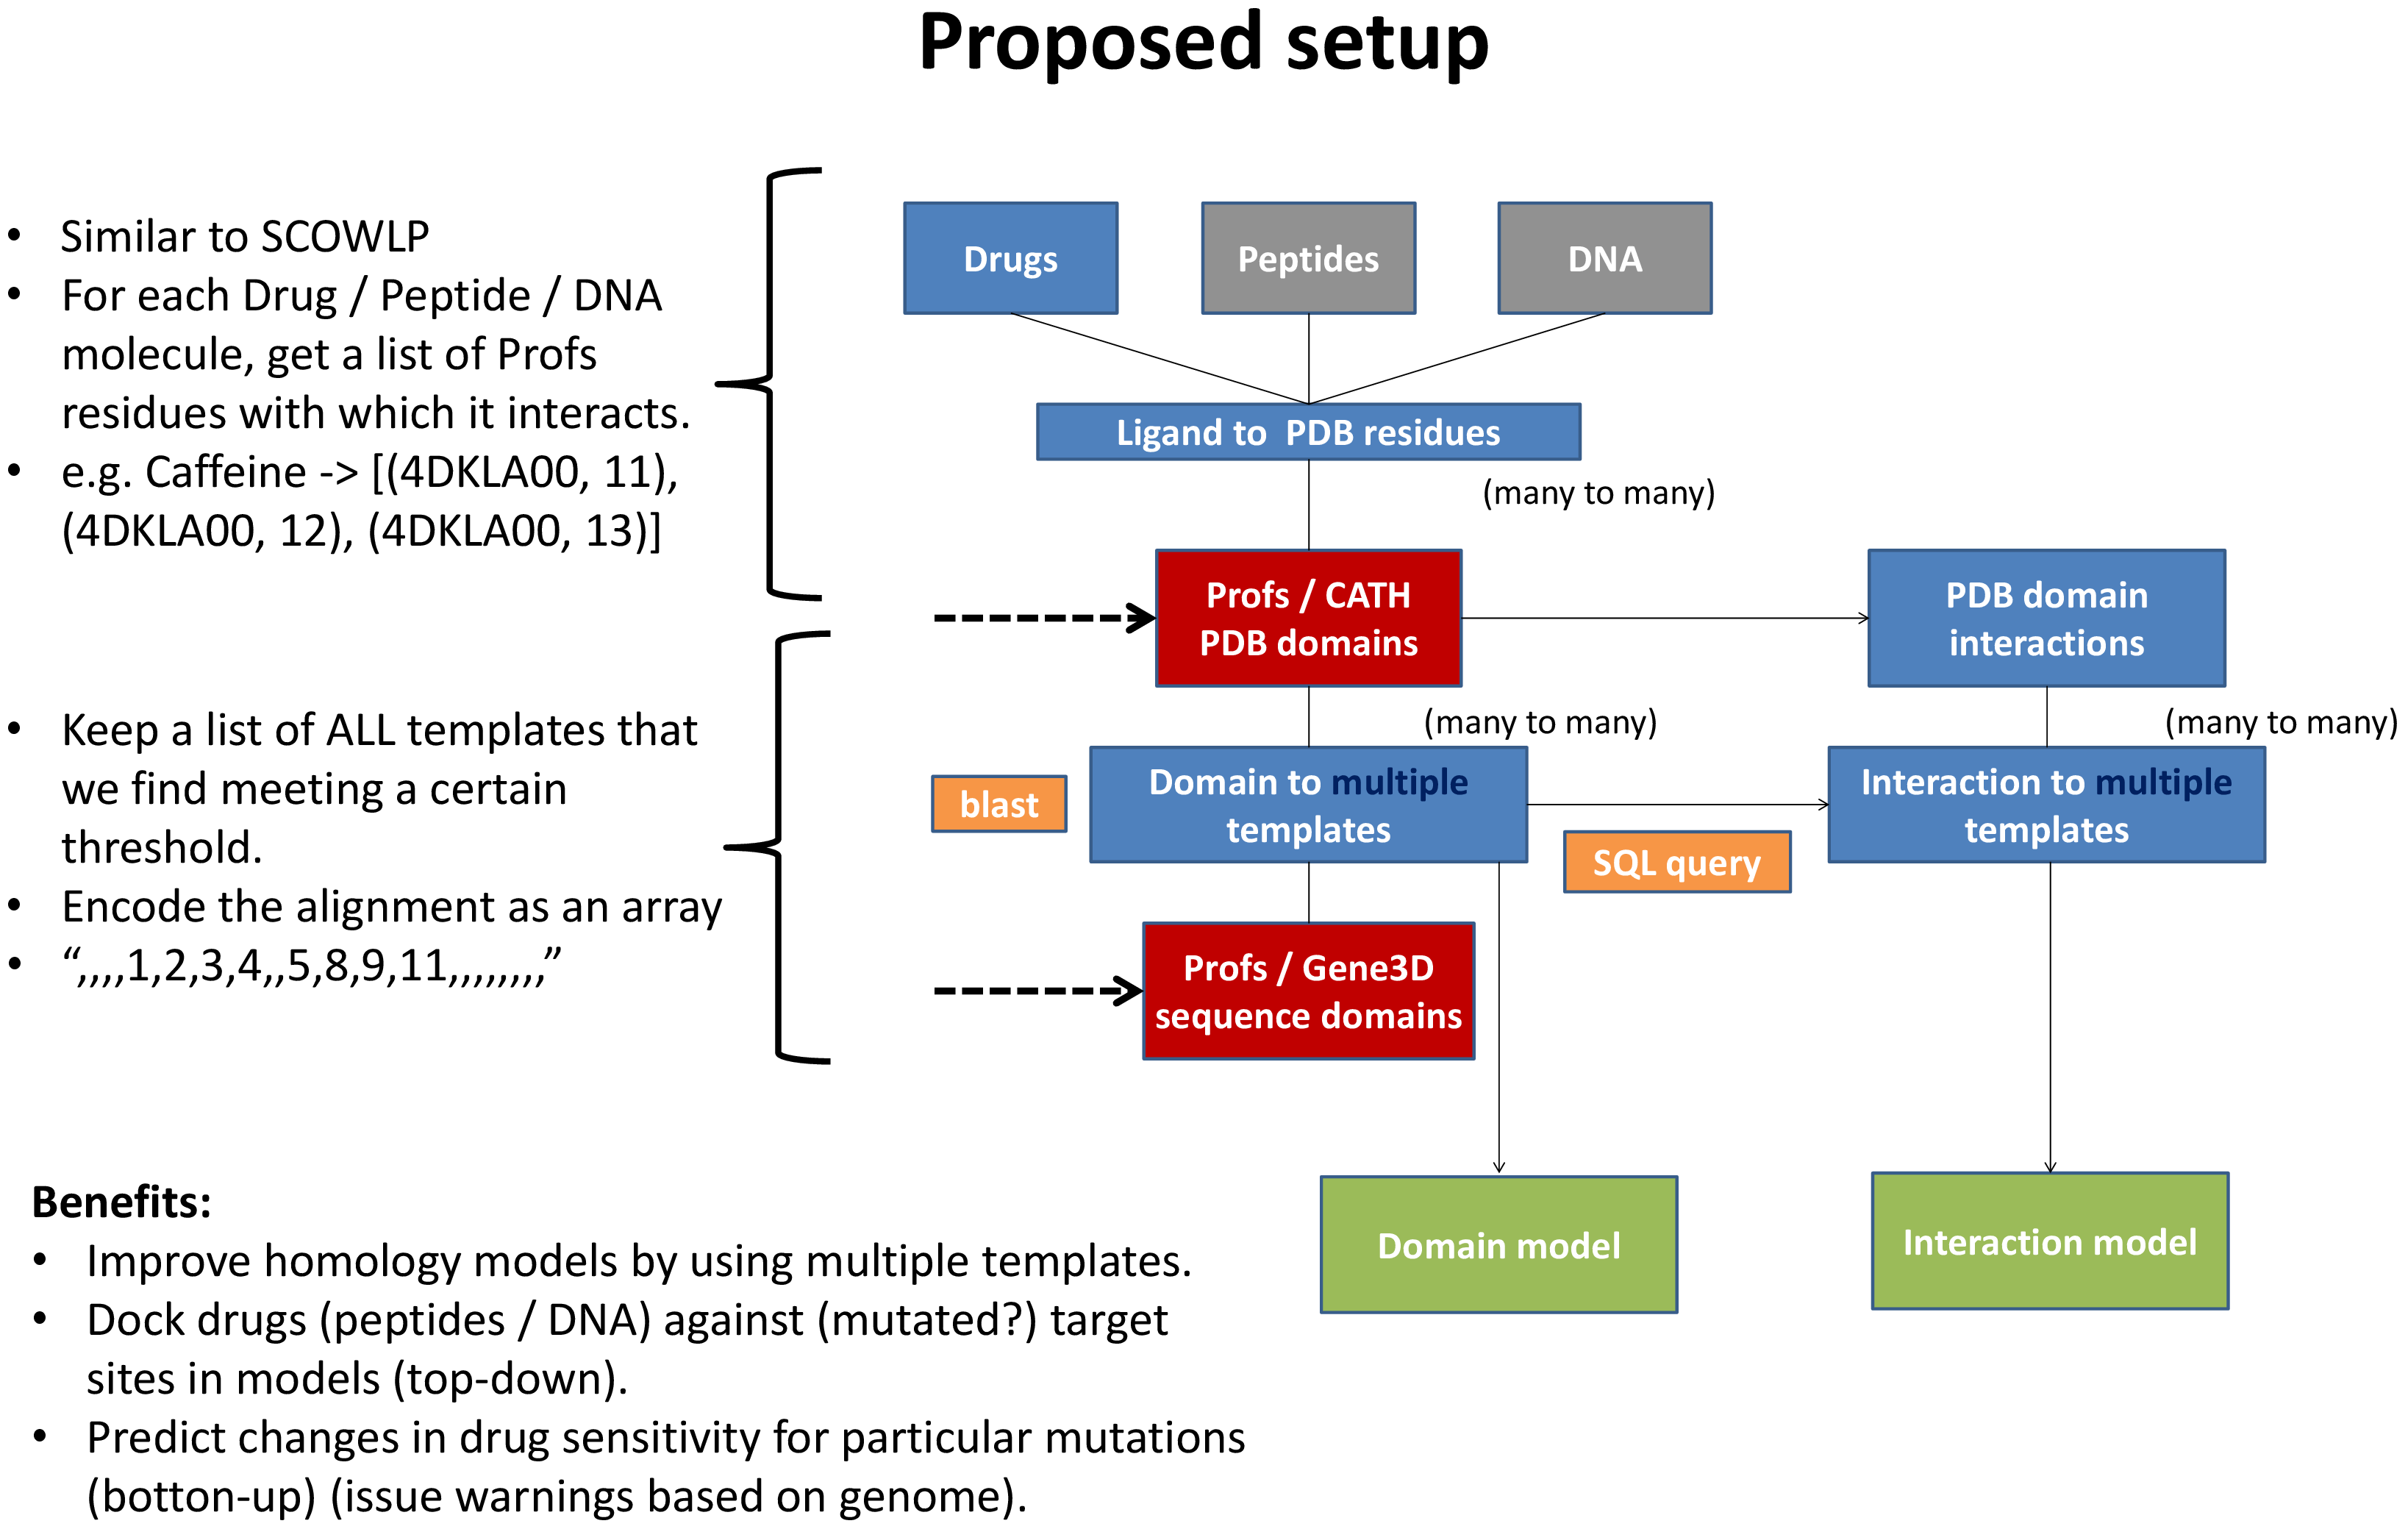 Proposed setup
• Similar to SCOWLP
• For each Drug / Peptide / DNA
molecule, get a list of Profs
residues with which it interacts.
• e.g. Caffeine -> [(4DKLA00, 11),
(4DKLA00, 12), (4DKLA00, 13)]
• Keep a list of ALL templates that
we find meeting a certain
threshold.
• Encode the alignment as an array
• “,,,,1,2,3,4,,5,8,9,11,,,,,,,,”
Drugs
Peptides
DNA
Ligand to PDB residues
(many to many)
Profs / CATH
PDB domains
PDB domain
interactions
(many to many)
(many to many)
blast
Domain to multiple
templates
SQL query
Interaction to multiple
templates
Profs / Gene3D
sequence domains
Domain model
Interaction model
Benefits:
• Improve homology models by using multiple templates.
• Dock drugs (peptides / DNA) against (mutated?) target
sites in models (top-down).
• Predict changes in drug sensitivity for particular mutations
(botton-up) (issue warnings based on genome).